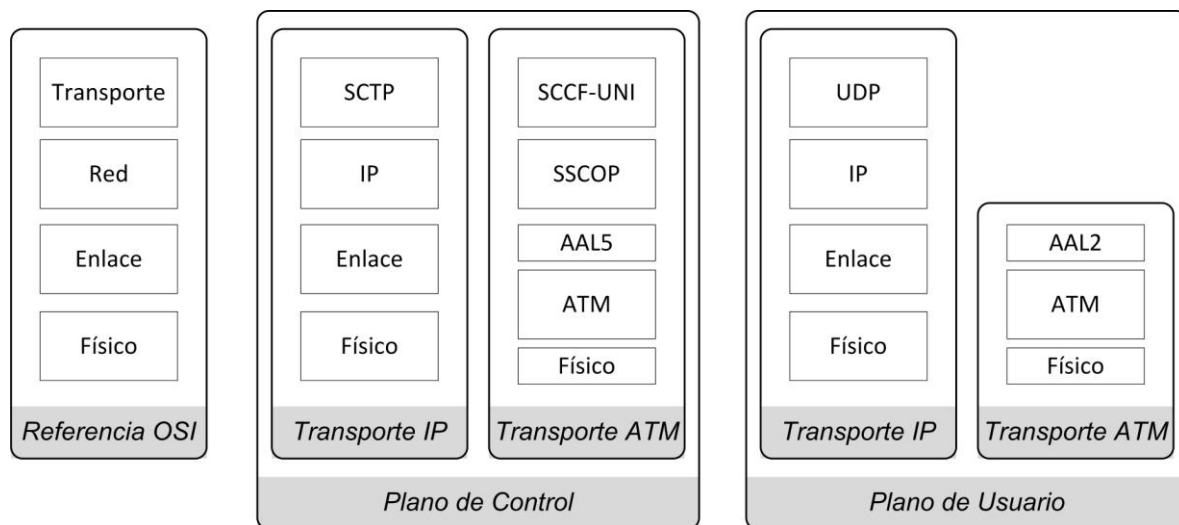 Transporte
Red
Enlace
Físico
Referencia OSI
SCTP
IP
Enlace
Físico
Transporte IP
SCCF-UNI
SSCOP
AAL5
ATM
Físico
Transporte ATM
Plano de Control
UDP
IP
Enlace
Físico
Transporte IP
AAL2
ATM
Físico
Transporte ATM
Plano de Usuario